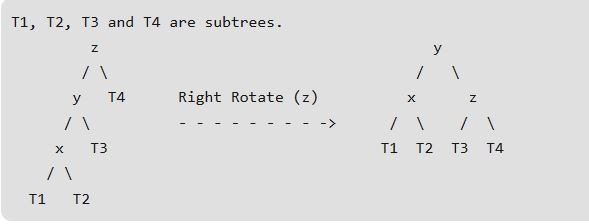 T1, T2, T3 and T4 are subtrees.
z y
/ \ / \
y T4 Right Rotate (z) x z
/ \ - - - - - - - - -> / \ / \
x T3 T1 T2 T3 T4
/ \
T1 T2